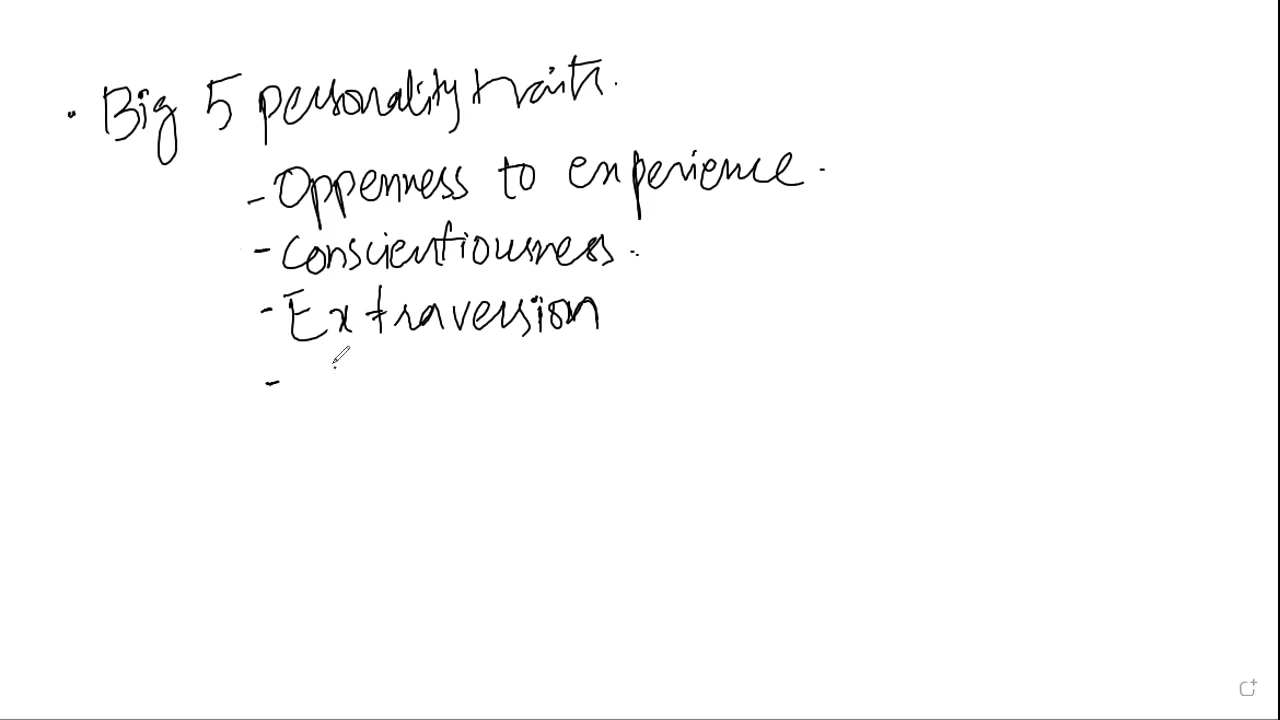 · Big 5 personality traits.
- Oppenness to experience.
- Conscientiousness.
- Extraversion
-